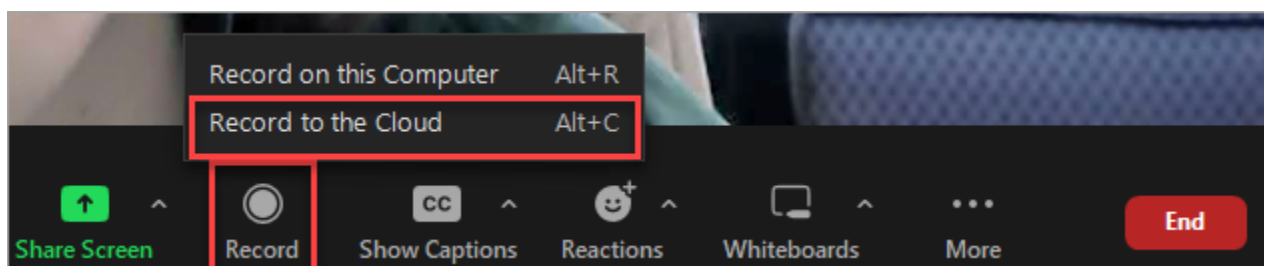 Record on this Computer Alt+R
Record to the Cloud Alt+C
CC
Share Screen Record Show Captions Reactions Whiteboards More End